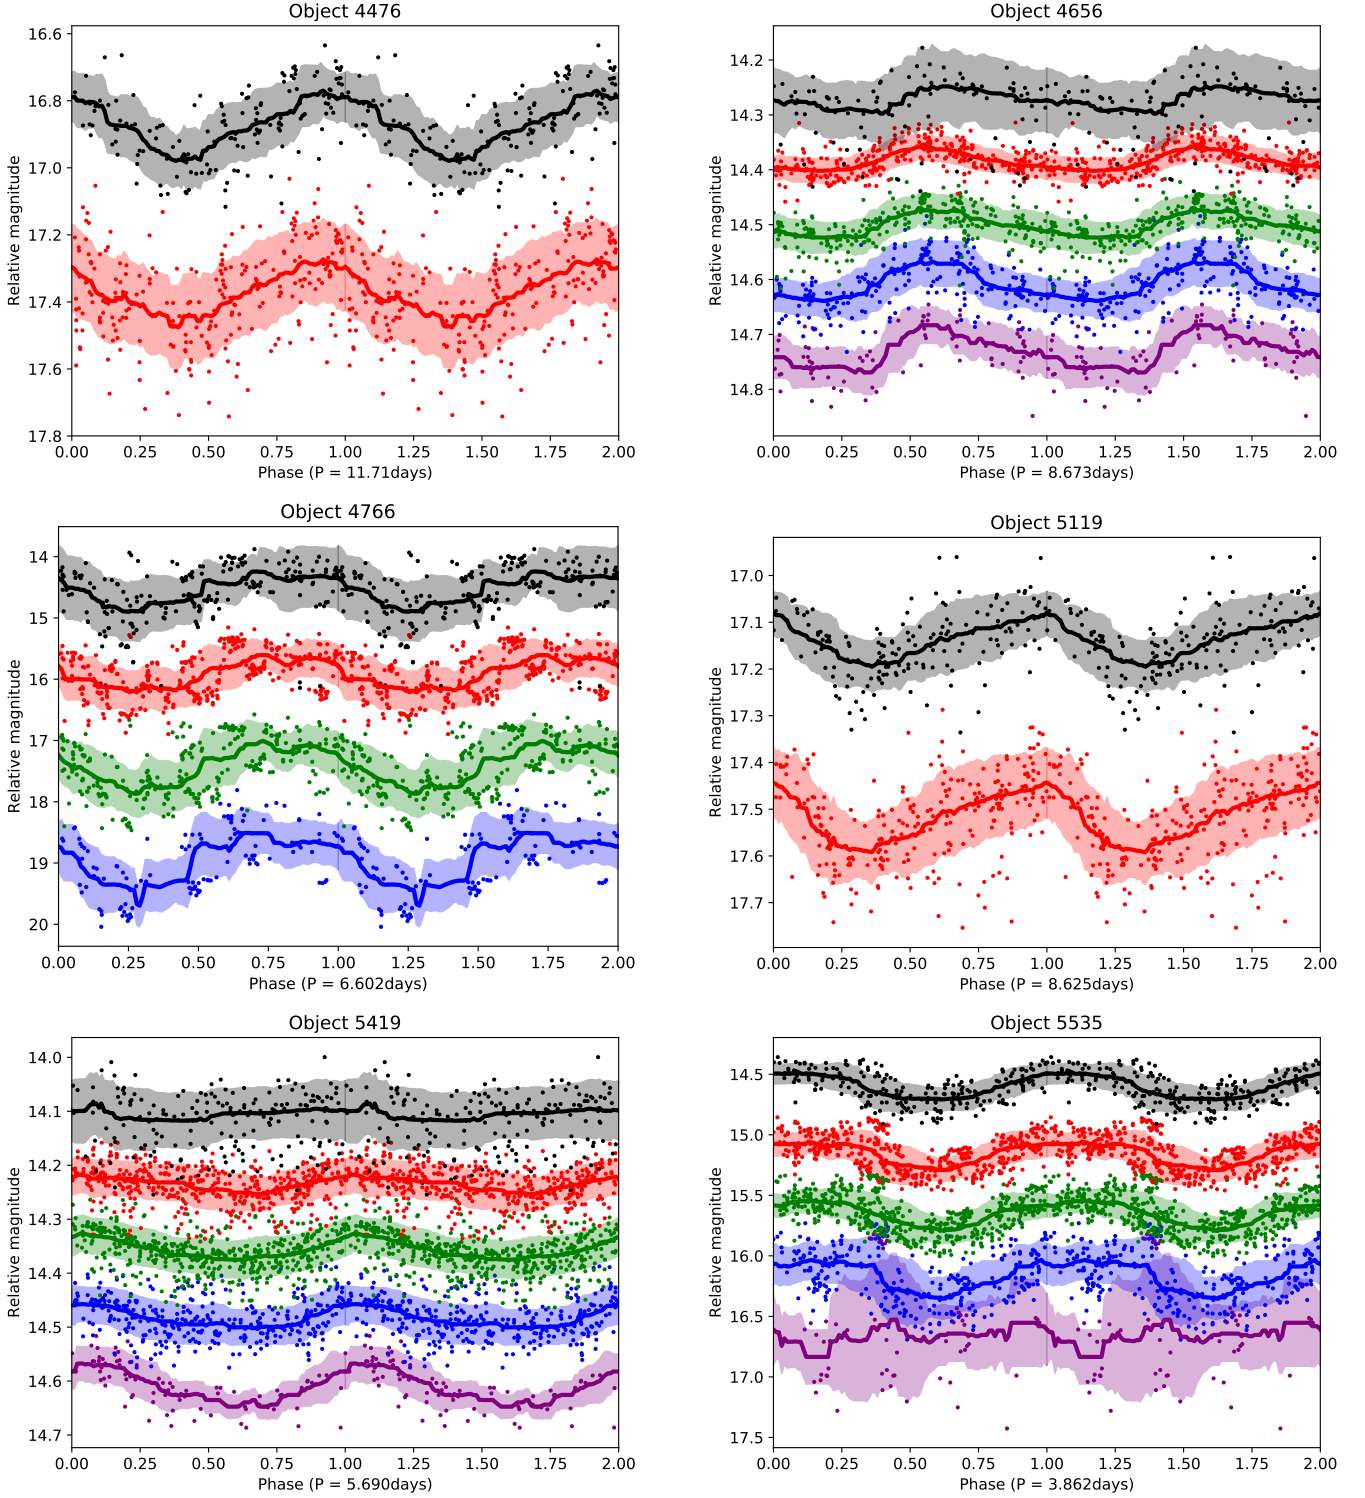 Object 4476
16.6
16.8
17.0
17.2
17.4
17.6
17.8
Relative magnitude
0.00 0.25 0.50 0.75 1.00 1.25 1.50 1.75 2.00
Phase (P = 11.71days)
Object 4656
14.2
14.3
14.4
14.5
14.6
14.7
14.8
Relative magnitude
0.00 0.25 0.50 0.75 1.00 1.25 1.50 1.75 2.00
Phase (P = 8.673days)
Object 4766
14
15
16
17
18
19
20
Relative magnitude
0.00 0.25 0.50 0.75 1.00 1.25 1.50 1.75 2.00
Phase (P = 6.602days)
Object 5119
17.0
17.1
17.2
17.3
17.4
17.5
17.6
17.7
Relative magnitude
0.00 0.25 0.50 0.75 1.00 1.25 1.50 1.75 2.00
Phase (P = 8.625days)
Object 5419
14.0
14.1
14.2
14.3
14.4
14.5
14.6
14.7
Relative magnitude
0.00 0.25 0.50 0.75 1.00 1.25 1.50 1.75 2.00
Phase (P = 5.690days)
Object 5535
14.5
15.0
15.5
16.0
16.5
17.0
17.5
Relative magnitude
0.00 0.25 0.50 0.75 1.00 1.25 1.50 1.75 2.00
Phase (P = 3.862days)